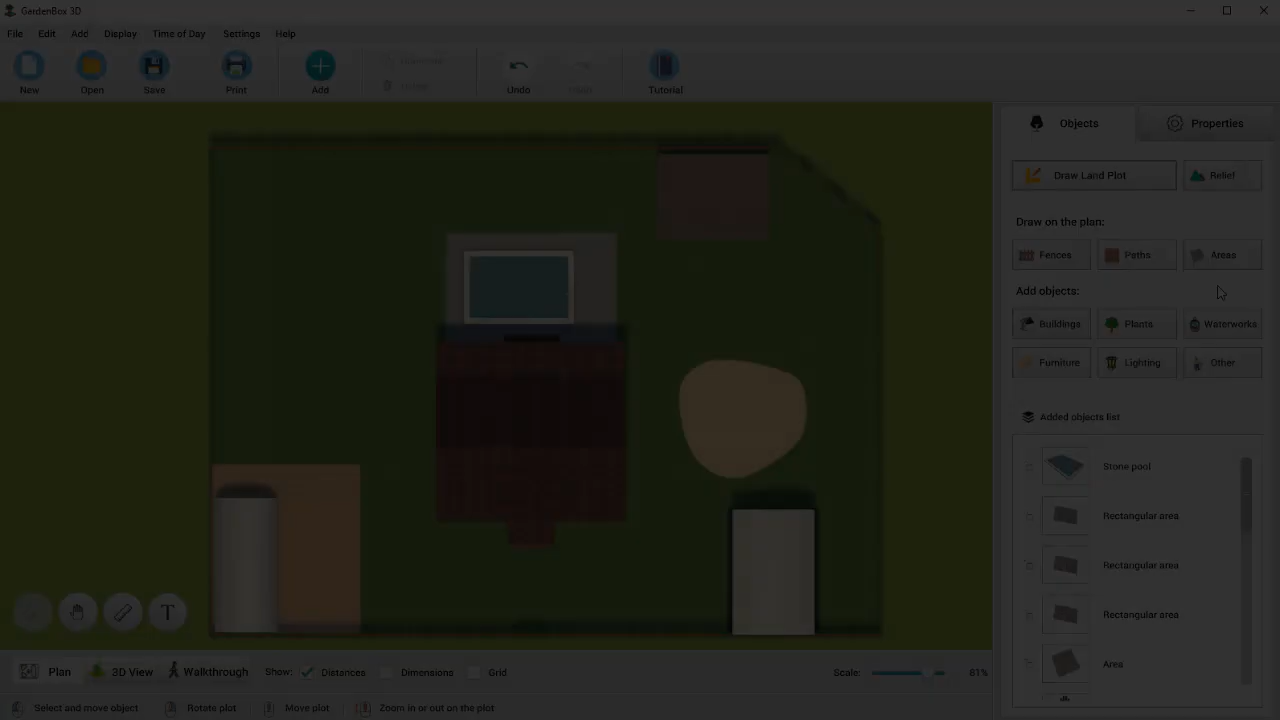 GardenBox 3D
File Edit Add Display Time of Day Settings Help
New Open Save Print Add Undo Tutorial
Objects Properties
Draw Land Plot Relief
Draw on the plan:
Fences Paths Areas
Add objects:
Buildings Plants Waterworks
Furniture Lighting Other
Added objects list
Stone pool
Rectangular area
Rectangular area
Rectangular area
Area
T
Plan 3D View Walkthrough Show: Distances Dimensions Grid Scale: 81%
Select and move object Rotate plot Move plot Zoom in or out on the plot